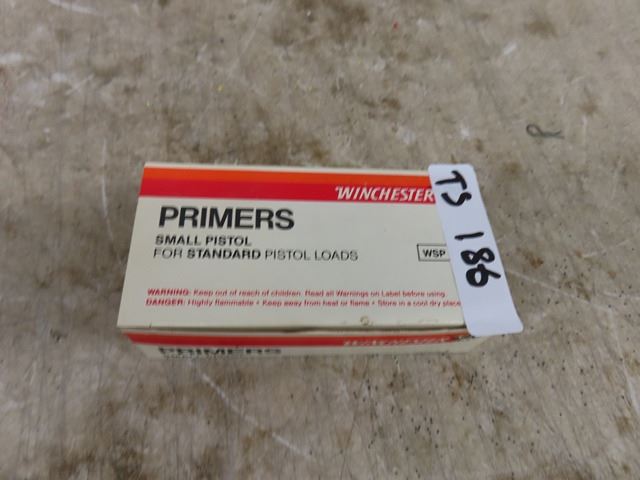 WINCHESTER
PRIMERS
SMALL PISTOL
FOR STANDARD PISTOL LOADS
WSP
WARNING: Keep out of reach of children. Read all Warnings on Label before using.
DANGER: Highly flammable • Keep away from heat or flame • Store in a cool dry place
TS 186
PRIMERS